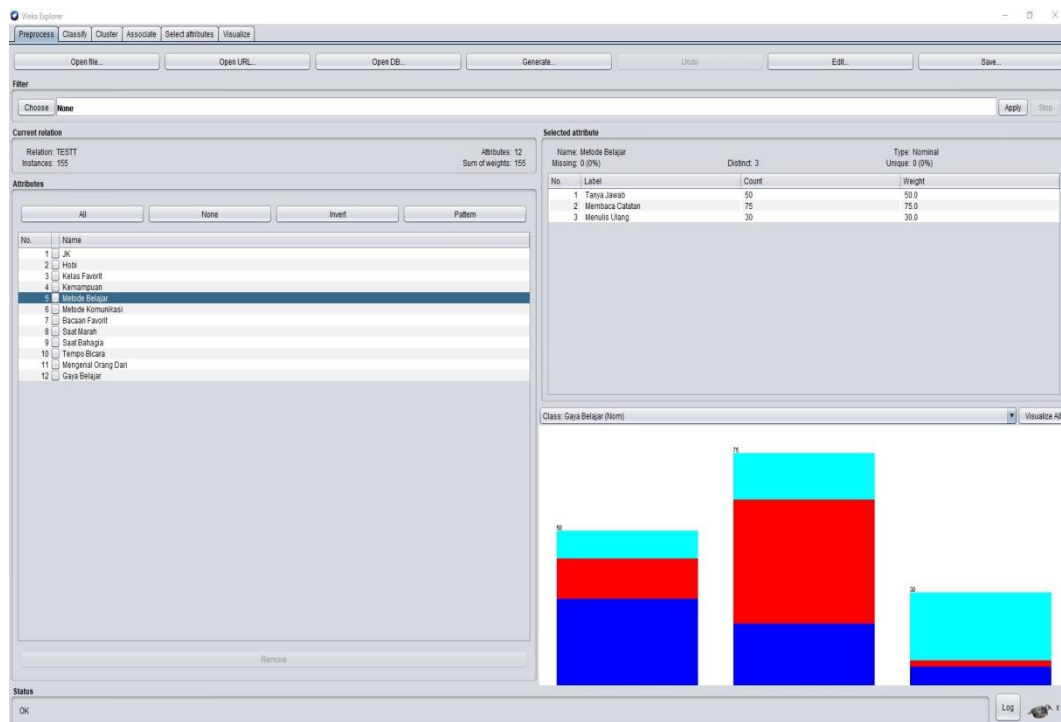 Weka Explorer
Preprocess Classify Cluster Associate Select attributes Visualize
Open file... Open URL... Open DB... Generate... Undo Edit... Save...
Filter
Choose None Apply Stop
Current relation
Relation: TESTT Attributes: 12
Instances: 155 Sum of weights: 155
Attributes
All None Invert Pattern
No. Name
1 JK
2 Hobi
3 Kelas Favorit
4 Kemampuan
5 Metode Belajar
6 Metode Komunikasi
7 Bacaan Favorit
8 Saat Marah
9 Saat Bahagia
10 Tempo Bicara
11 Mengenal Orang Dari
12 Gaya Belajar
Remove
Selected attribute
Name: Metode Belajar Type: Nominal
Missing: 0 (0%) Distinct: 3 Unique: 0 (0%)
No. Label Count Weight
1 Tanya Jawab 50 50.0
2 Membaca Catatan 75 75.0
3 Menulis Ulang 30 30.0
Class: Gaya Belajar (Nom) Visualize All
50
75
30
Status
OK Log x